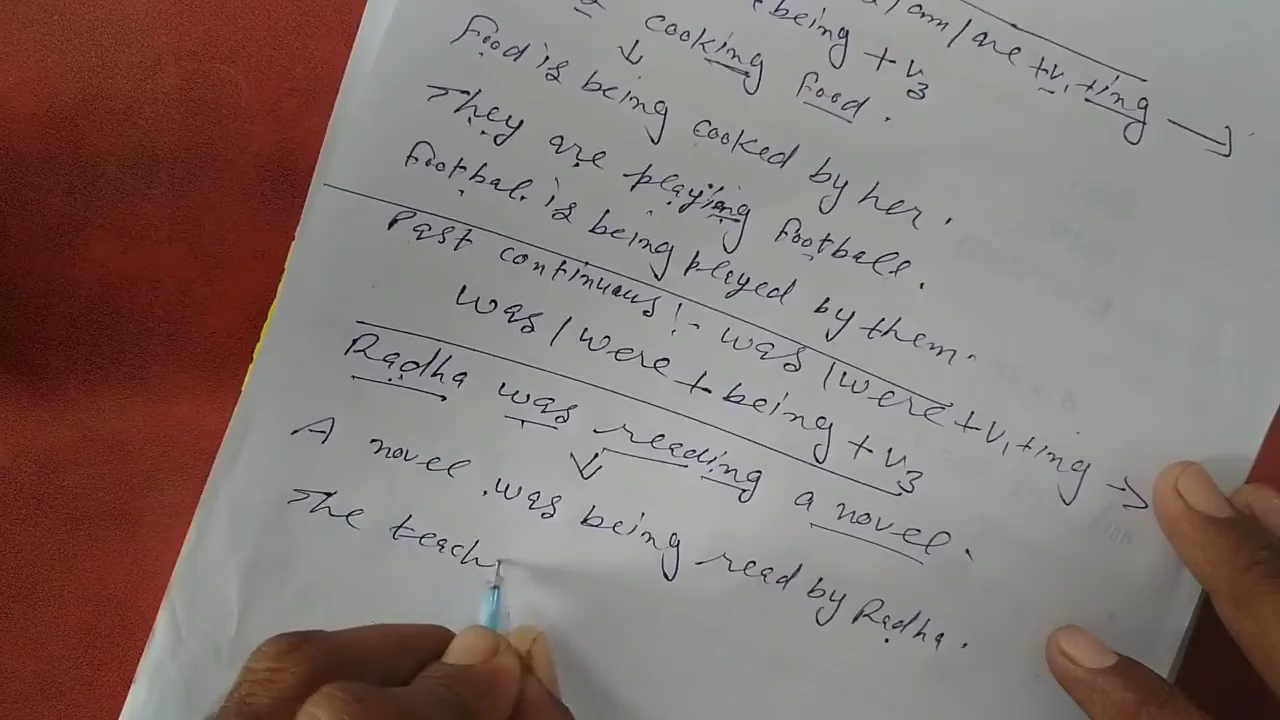 /am/are +v1 +ing →
being + v3
cooking food.
Food is being cooked by her.
They are playing football.
Football is being played by them.
Past continuous :- was/were +v1 +ing →
was/were + being + v3
Radha was reading a novel.
A novel was being read by Radha.
The teach